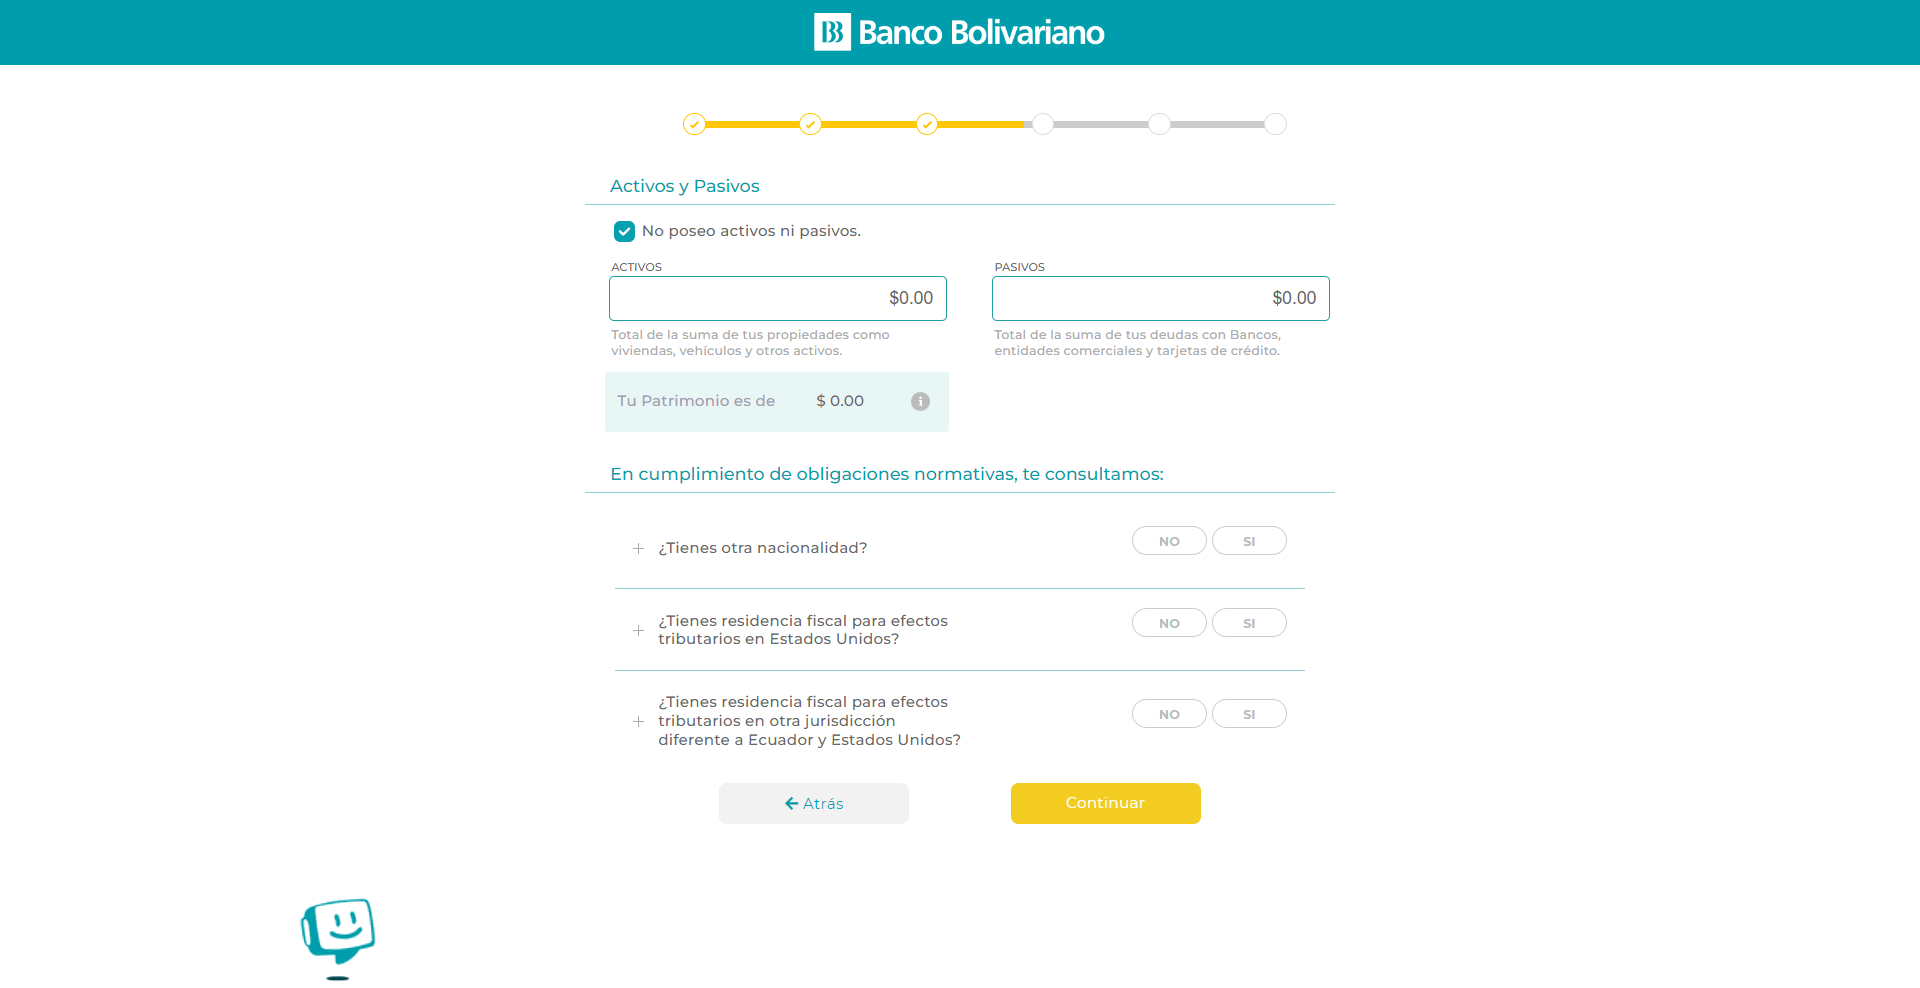 Banco Bolivariano
Activos y Pasivos
No poseo activos ni pasivos.
ACTIVOS
$0.00
Total de la suma de tus propiedades como
viviendas, vehículos y otros activos.
PASIVOS
$0.00
Total de la suma de tus deudas con Bancos,
entidades comerciales y tarjetas de crédito.
Tu Patrimonio es de $ 0.00
En cumplimiento de obligaciones normativas, te consultamos:
¿Tienes otra nacionalidad? NO SI
¿Tienes residencia fiscal para efectos
tributarios en Estados Unidos?
NO SI
¿Tienes residencia fiscal para efectos
tributarios en otra jurisdicción
diferente a Ecuador y Estados Unidos?
NO SI
Atrás
Continuar